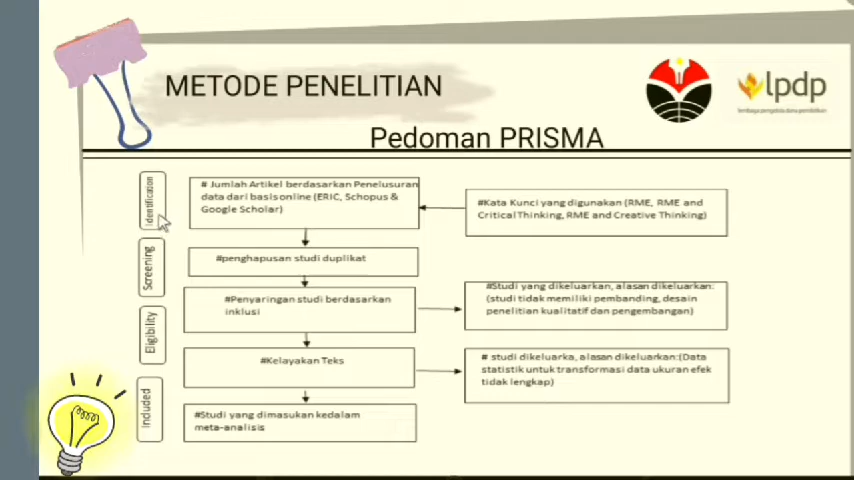 METODE PENELITIAN
lpdp
lembaga pengelola dana pendidikan
Pedoman PRISMA
Identification
# Jumlah Artikel berdasarkan Penelusuran
data dari basis online (ERIC, Schopus &
Google Scholar)
#Kata Kunci yang digunakan (RME, RME and
Critical Thinking, RME and Creative Thinking)
Screening
#penghapusan studi duplikat
#Penyaringan studi berdasarkan
inklusi
#Studi yang dikeluarkan, alasan dikeluarkan:
(studi tidak memiliki pembanding, desain
penelitian kualitatif dan pengembangan)
Eligibility
#Kelayakan Teks
# studi dikeluarka, alasan dikeluarkan:(Data
statistik untuk transformasi data ukuran efek
tidak lengkap)
Included
#Studi yang dimasukan kedalam
meta-analisis